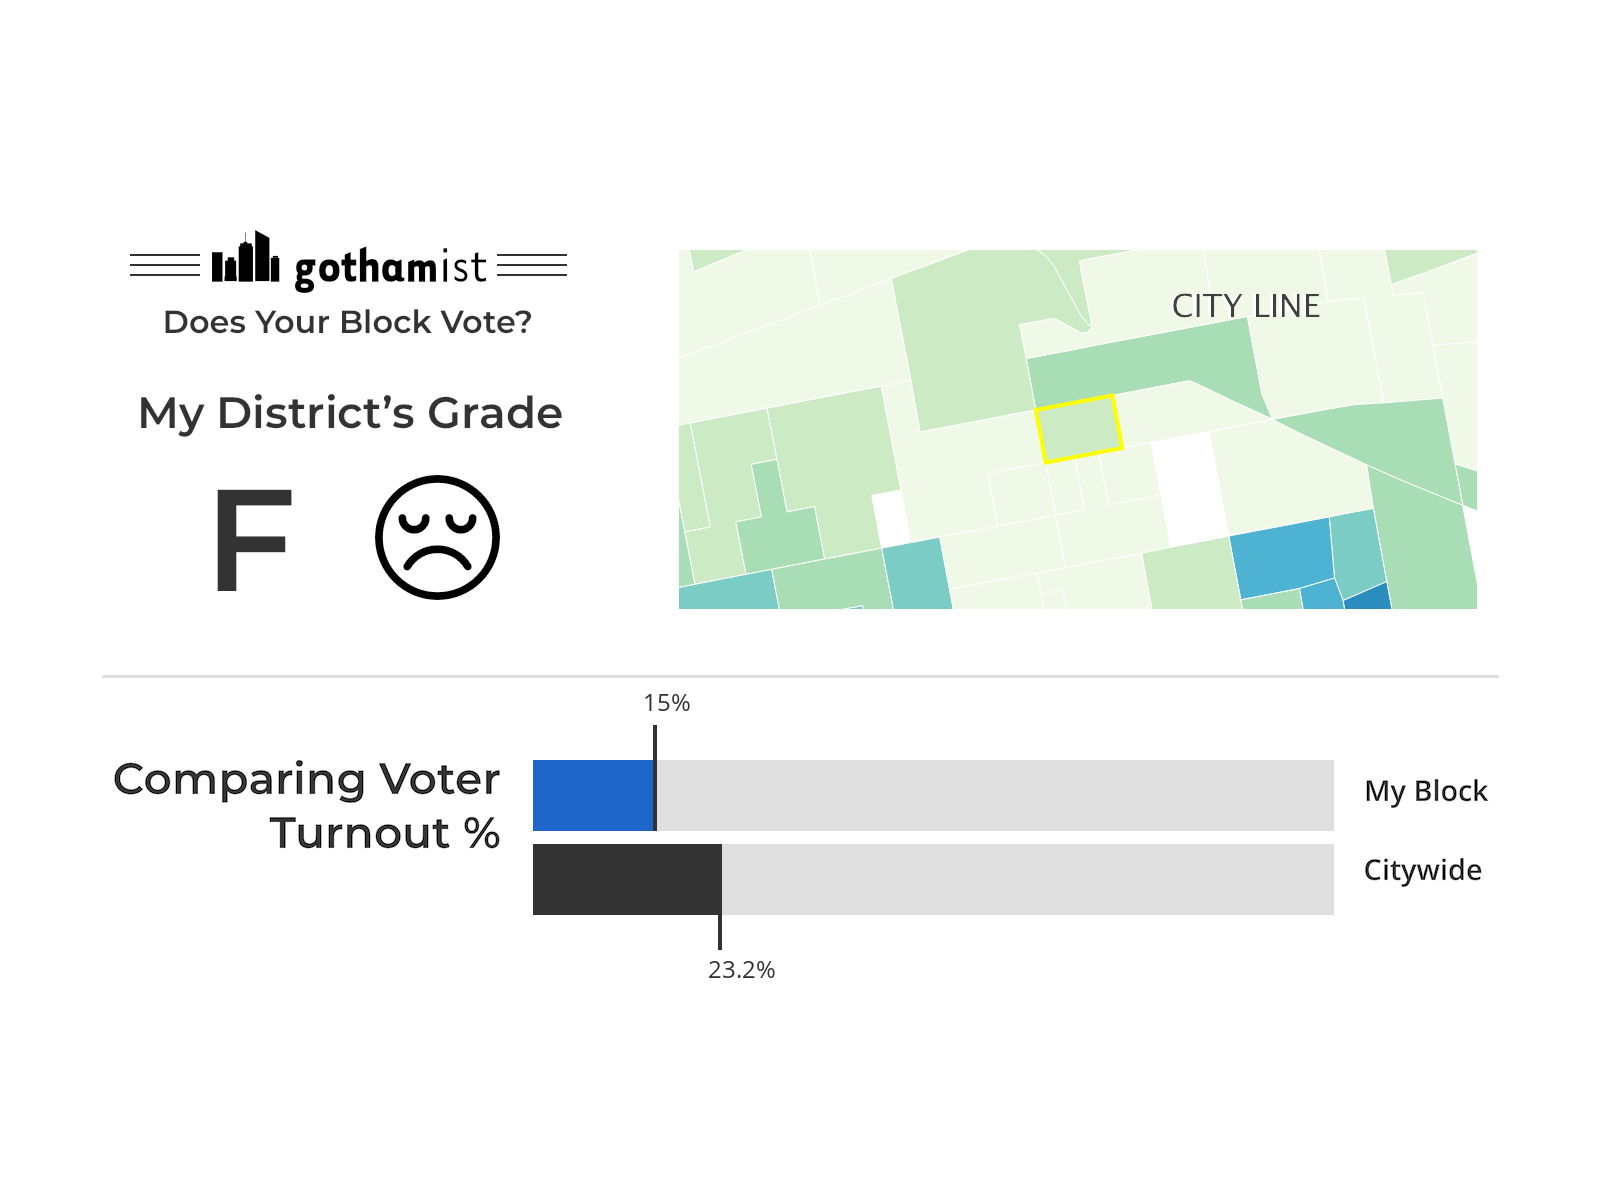 gothamist
Does Your Block Vote?
My District’s Grade
F
CITY LINE
15%
Comparing Voter
Turnout %
My Block
Citywide
23.2%